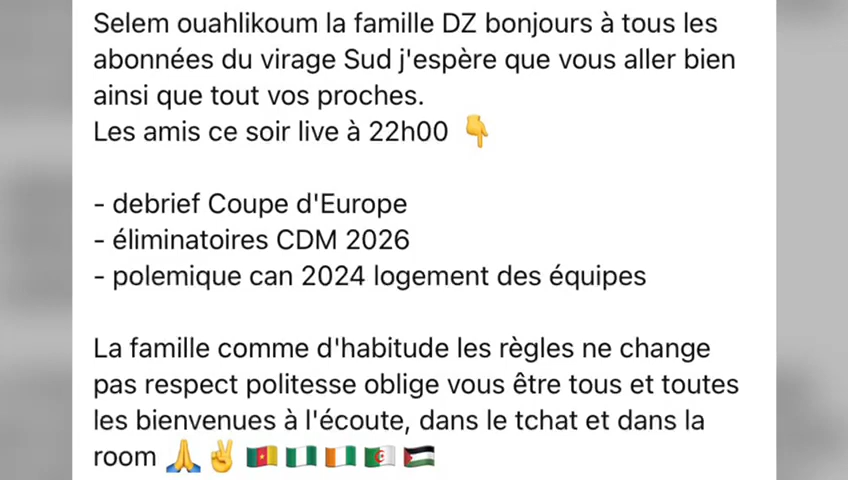 Selem ouahlikoum la famille DZ bonjours à tous les
abonnées du virage Sud j'espère que vous aller bien
ainsi que tout vos proches.
Les amis ce soir live à 22h00 👇
- debrief Coupe d'Europe
- éliminatoires CDM 2026
- polemique can 2024 logement des équipes
La famille comme d'habitude les règles ne change
pas respect politesse oblige vous être tous et toutes
les bienvenues à l'écoute, dans le tchat et dans la
room 🙏✌️🇨🇲🇳🇬🇨🇮🇩🇿🇵🇸